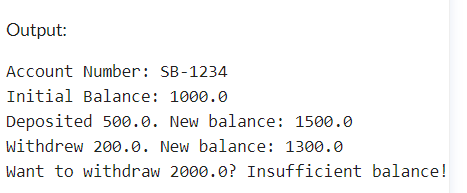 Output:
Account Number: SB-1234
Initial Balance: 1000.0
Deposited 500.0. New balance: 1500.0
Withdrew 200.0. New balance: 1300.0
Want to withdraw 2000.0? Insufficient balance!